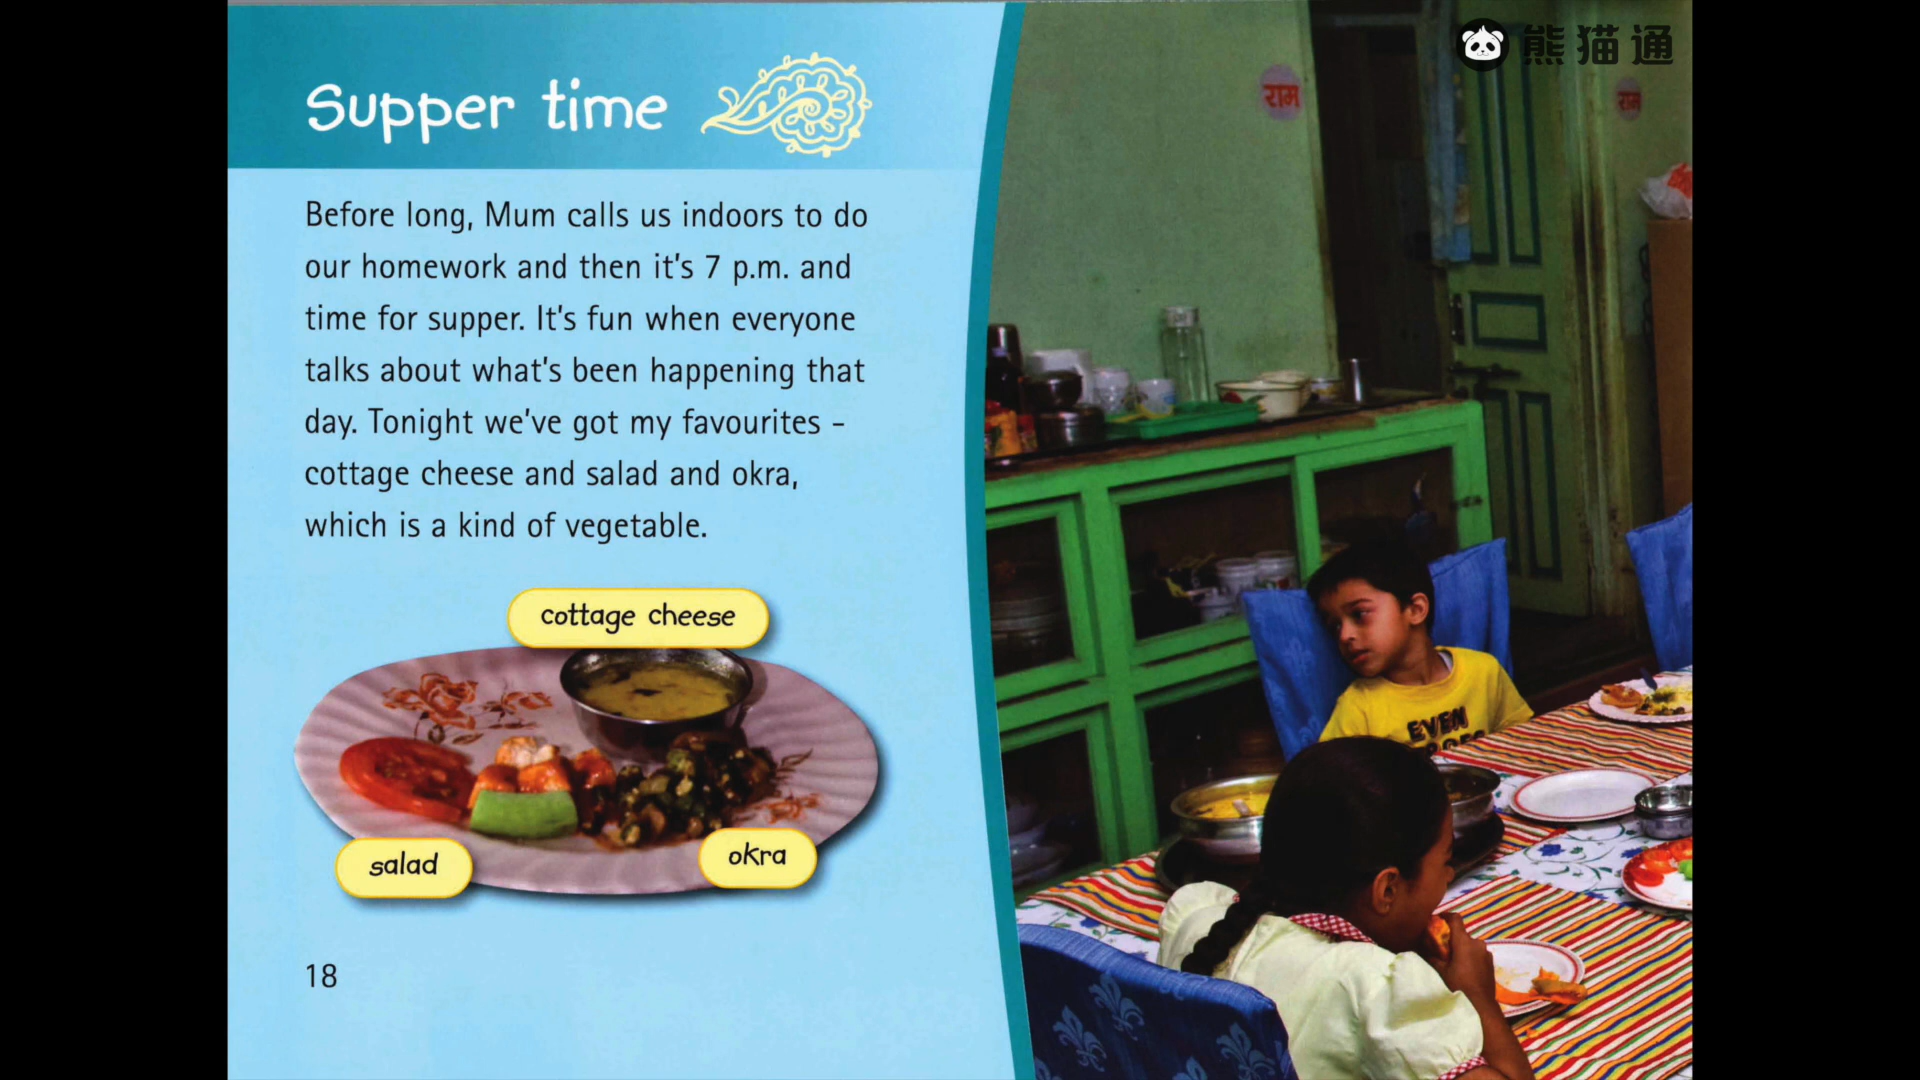 Supper time
Before long, Mum calls us indoors to do
our homework and then it's 7 p.m. and
time for supper. It's fun when everyone
talks about what's been happening that
day. Tonight we've got my favourites -
cottage cheese and salad and okra,
which is a kind of vegetable.
cottage cheese
salad
okra
18
熊猫通
राम
राम
EVEN